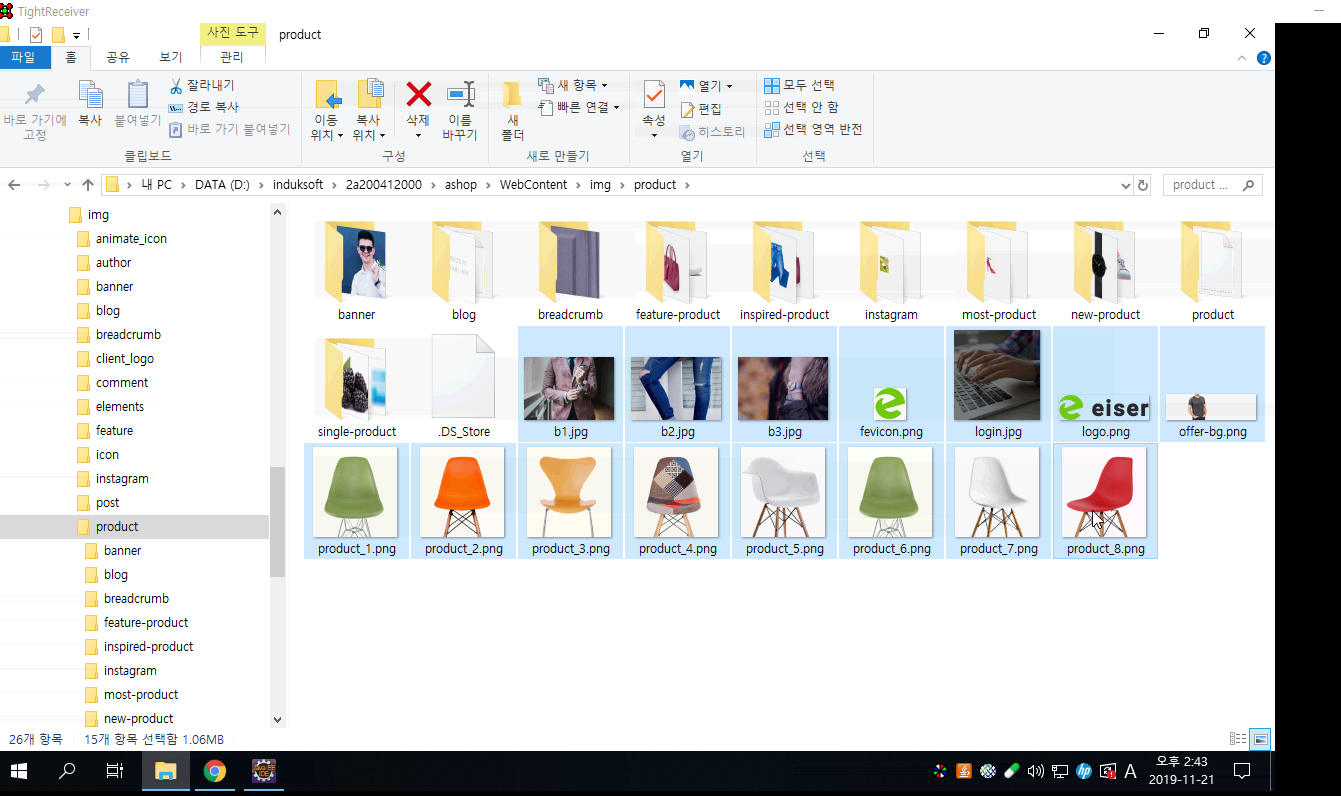 TightReceiver
사진 도구
product
파일
홈
공유
보기
관리
바로 가기에
고정
복사
붙여넣기
잘라내기
경로 복사
바로 가기 붙여넣기
클립보드
이동
위치
복사
위치
삭제
이름
바꾸기
구성
새
폴더
새 항목
빠른 연결
새로 만들기
속성
열기
편집
히스토리
열기
모두 선택
선택 안 함
선택 영역 반전
선택
내 PC > DATA (D:) > induksoft > 2a200412000 > ashop > WebContent > img > product >
product ...
img
animate_icon
author
banner
blog
breadcrumb
client_logo
comment
elements
feature
icon
instagram
post
product
banner
blog
breadcrumb
feature-product
inspired-product
instagram
most-product
new-product
banner
blog
breadcrumb
feature-product
inspired-product
instagram
most-product
new-product
product
eiser
single-product
.DS_Store
b1.jpg
b2.jpg
b3.jpg
fevicon.png
login.jpg
logo.png
offer-bg.png
product_1.png
product_2.png
product_3.png
product_4.png
product_5.png
product_6.png
product_7.png
product_8.png
26개 항목
15개 항목 선택함 1.06MB
Java EE
IDE
A
오후 2:43
2019-11-21